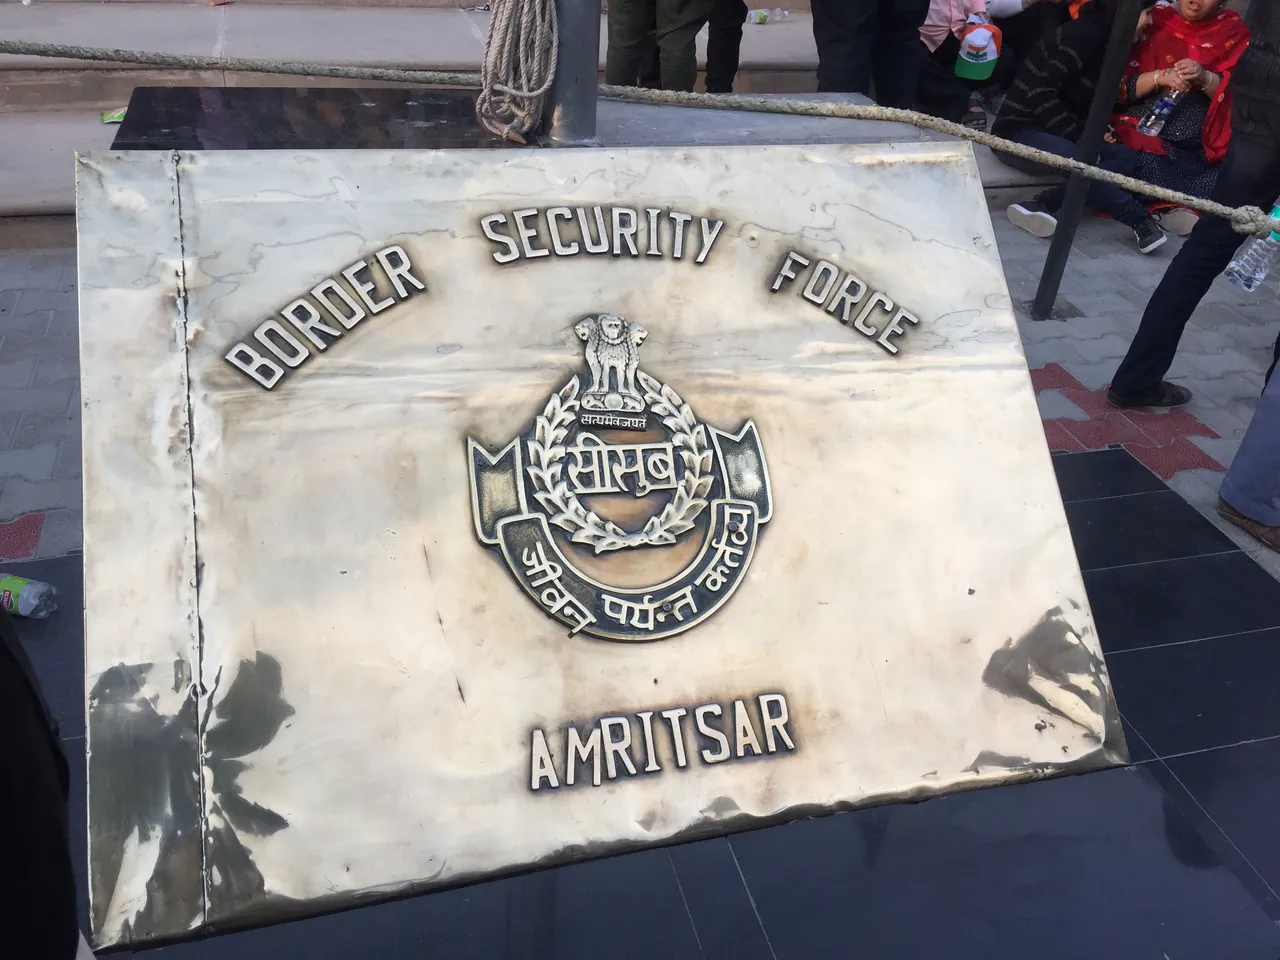 BORDER SECURITY FORCE
सत्यमेव जयते
सीसुब
जीवन पर्यन्त कर्तव्य
AMRITSAR